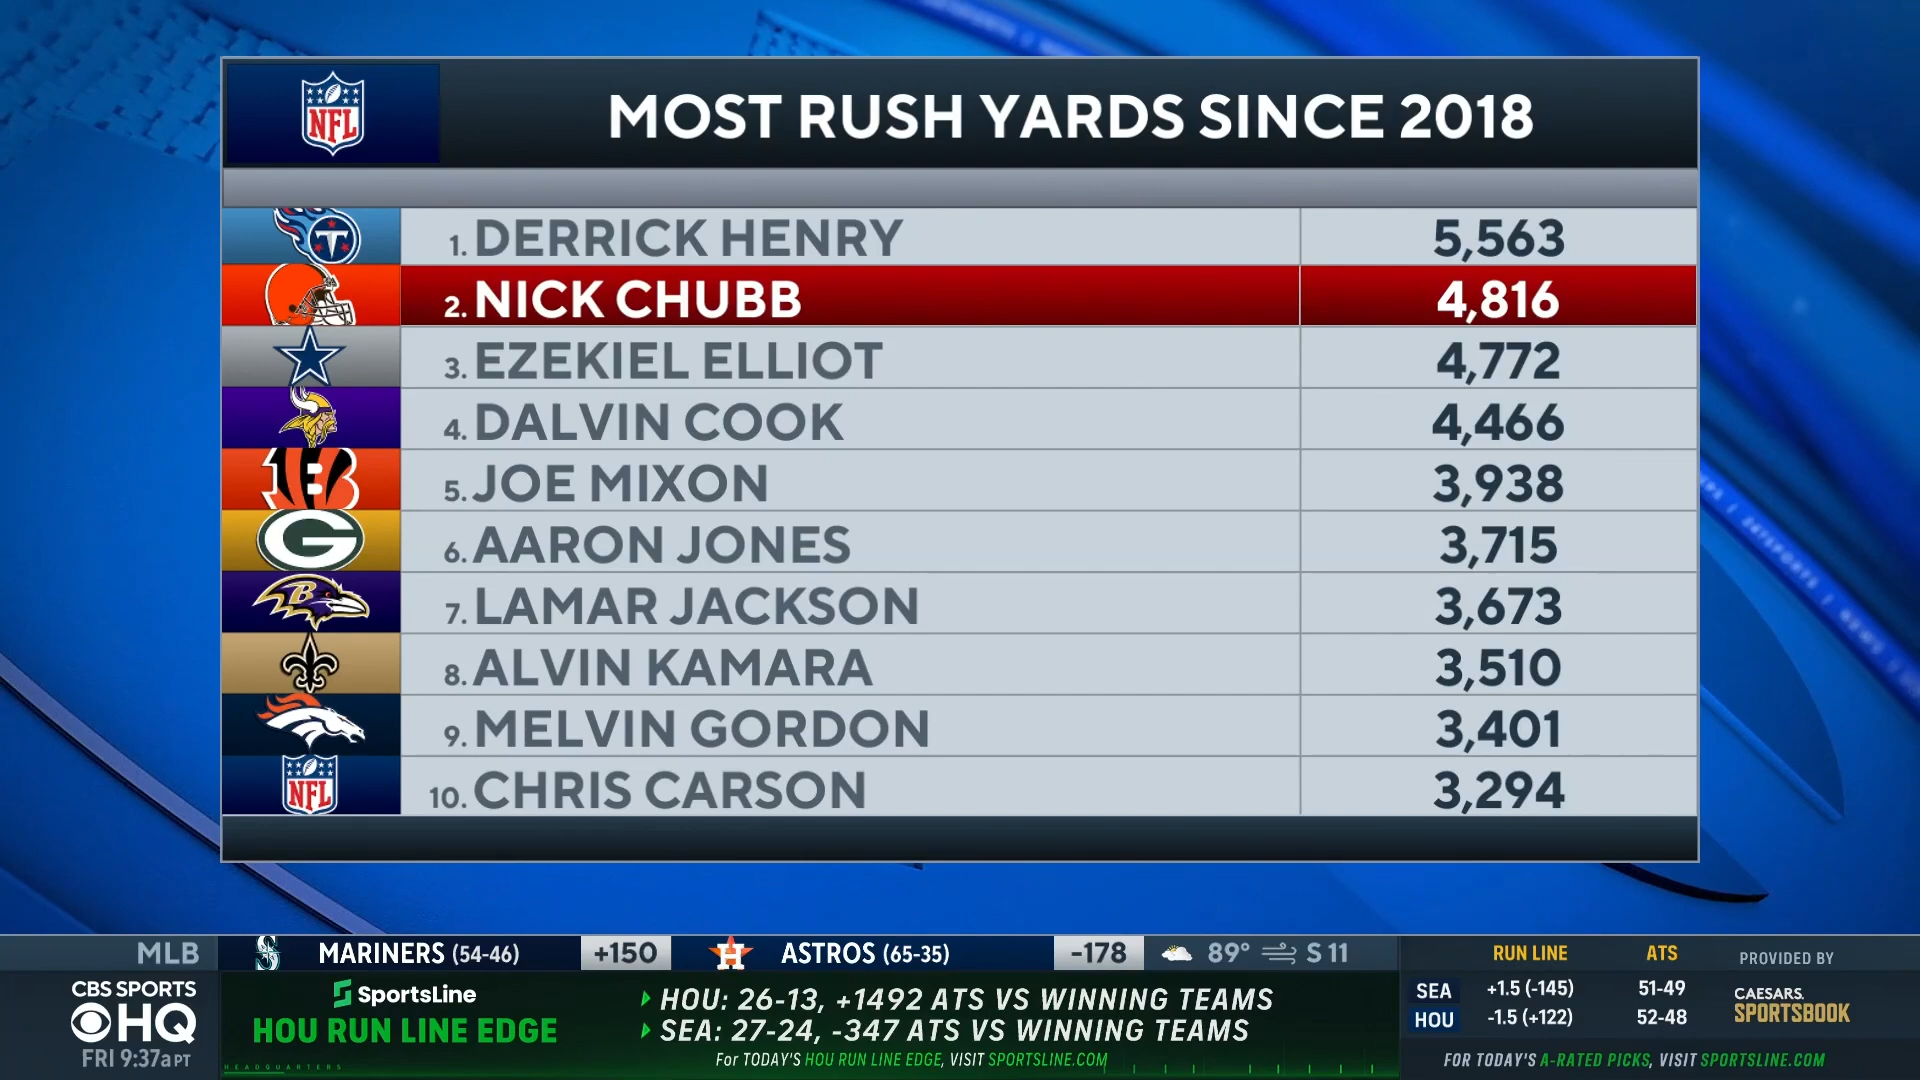 NFL
MOST RUSH YARDS SINCE 2018
T
1. DERRICK HENRY 5,563
2. NICK CHUBB 4,816
3. EZEKIEL ELLIOT 4,772
4. DALVIN COOK 4,466
B
5. JOE MIXON 3,938
G
6. AARON JONES 3,715
B
7. LAMAR JACKSON 3,673
8. ALVIN KAMARA 3,510
9. MELVIN GORDON 3,401
NFL
10. CHRIS CARSON 3,294
MLB S MARINERS (54-46) +150 H ASTROS (65-35) -178 89° S 11
CBS SPORTS
HQ
FRI 9:37a PT
SportsLine
HOU RUN LINE EDGE
HOU: 26-13, +1492 ATS VS WINNING TEAMS
SEA: 27-24, -347 ATS VS WINNING TEAMS
For TODAY'S HOU RUN LINE EDGE, VISIT SPORTSLINE.COM
HEADQUARTERS
RUN LINE ATS
SEA +1.5 (-145) 51-49
HOU -1.5 (+122) 52-48
PROVIDED BY
CAESARS
SPORTSBOOK
FOR TODAY'S A-RATED PICKS, VISIT SPORTSLINE.COM